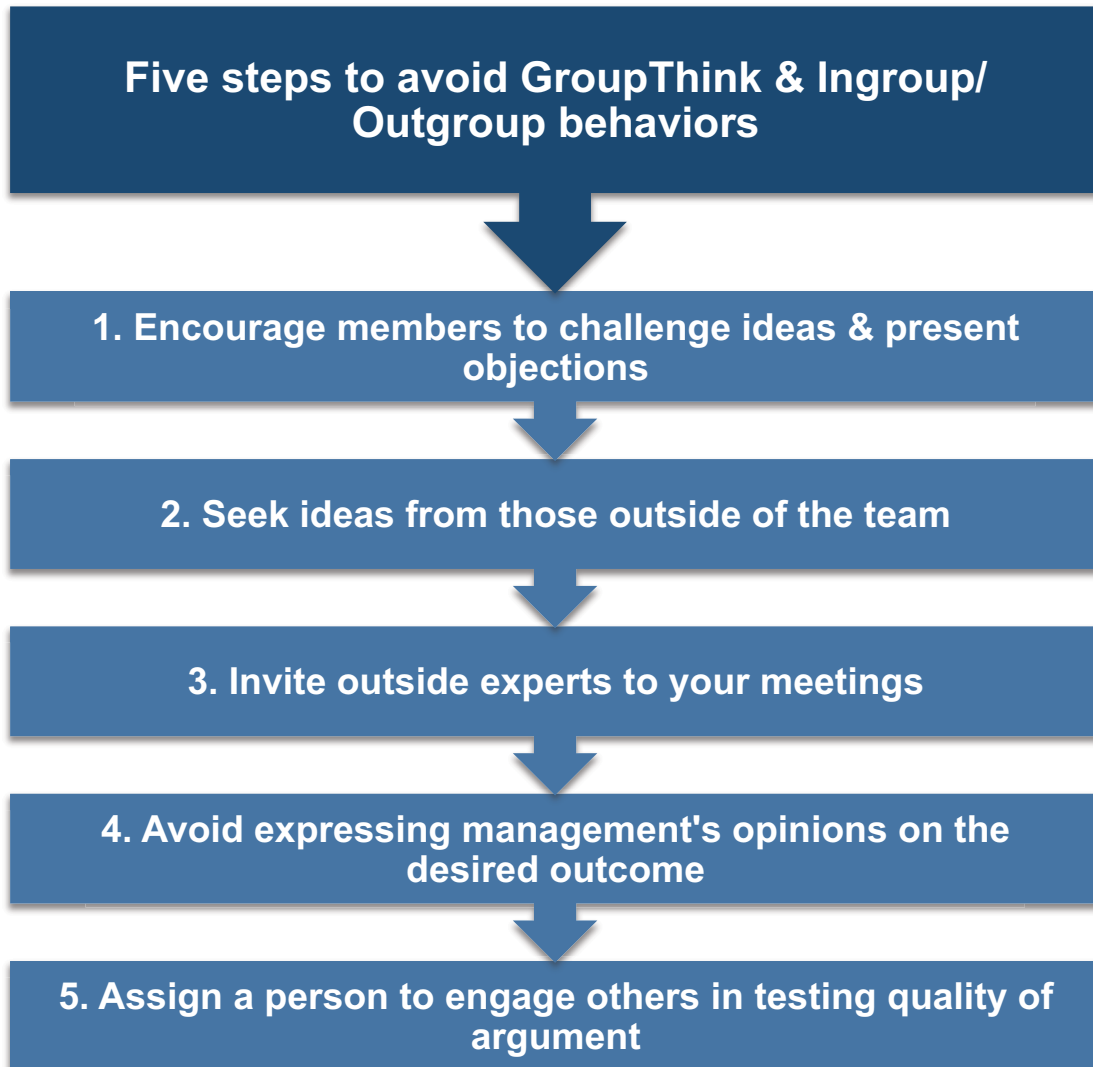 Five steps to avoid GroupThink & Ingroup/
Outgroup behaviors
1. Encourage members to challenge ideas & present
objections
2. Seek ideas from those outside of the team
3. Invite outside experts to your meetings
4. Avoid expressing management's opinions on the
desired outcome
5. Assign a person to engage others in testing quality of
argument